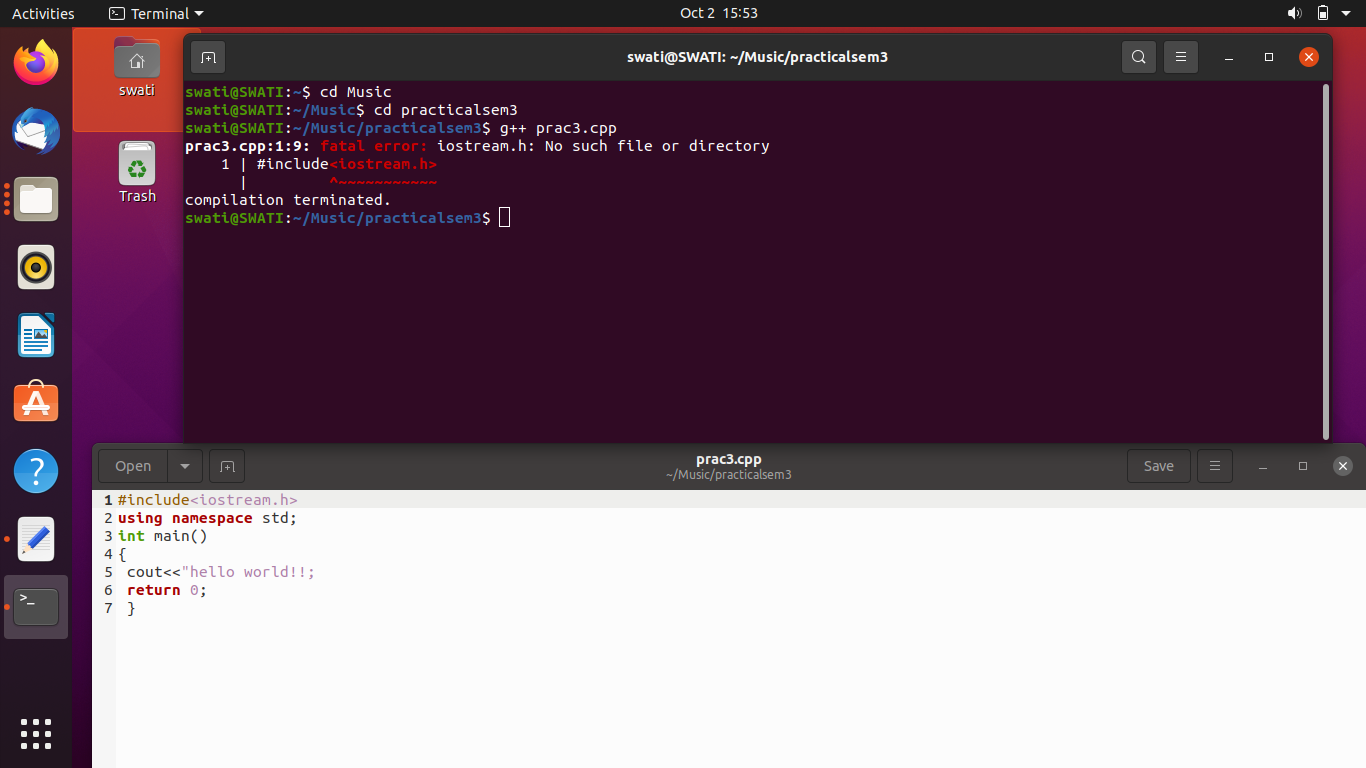 Activities
Terminal
Oct 2 15:53
swati
Trash
swati@SWATI: ~/Music/practicalsem3
swati@SWATI:~$ cd Music
swati@SWATI:~/Music$ cd practicalsem3
swati@SWATI:~/Music/practicalsem3$ g++ prac3.cpp
prac3.cpp:1:9: fatal error: iostream.h: No such file or directory
    1 | #include<iostream.h>
      |         ^~~~~~~~~~~~
compilation terminated.
swati@SWATI:~/Music/practicalsem3$
Open
prac3.cpp
~/Music/practicalsem3
Save
1 #include<iostream.h>
2 using namespace std;
3 int main()
4 {
5  cout<<"hello world!!;
6  return 0;
7  }